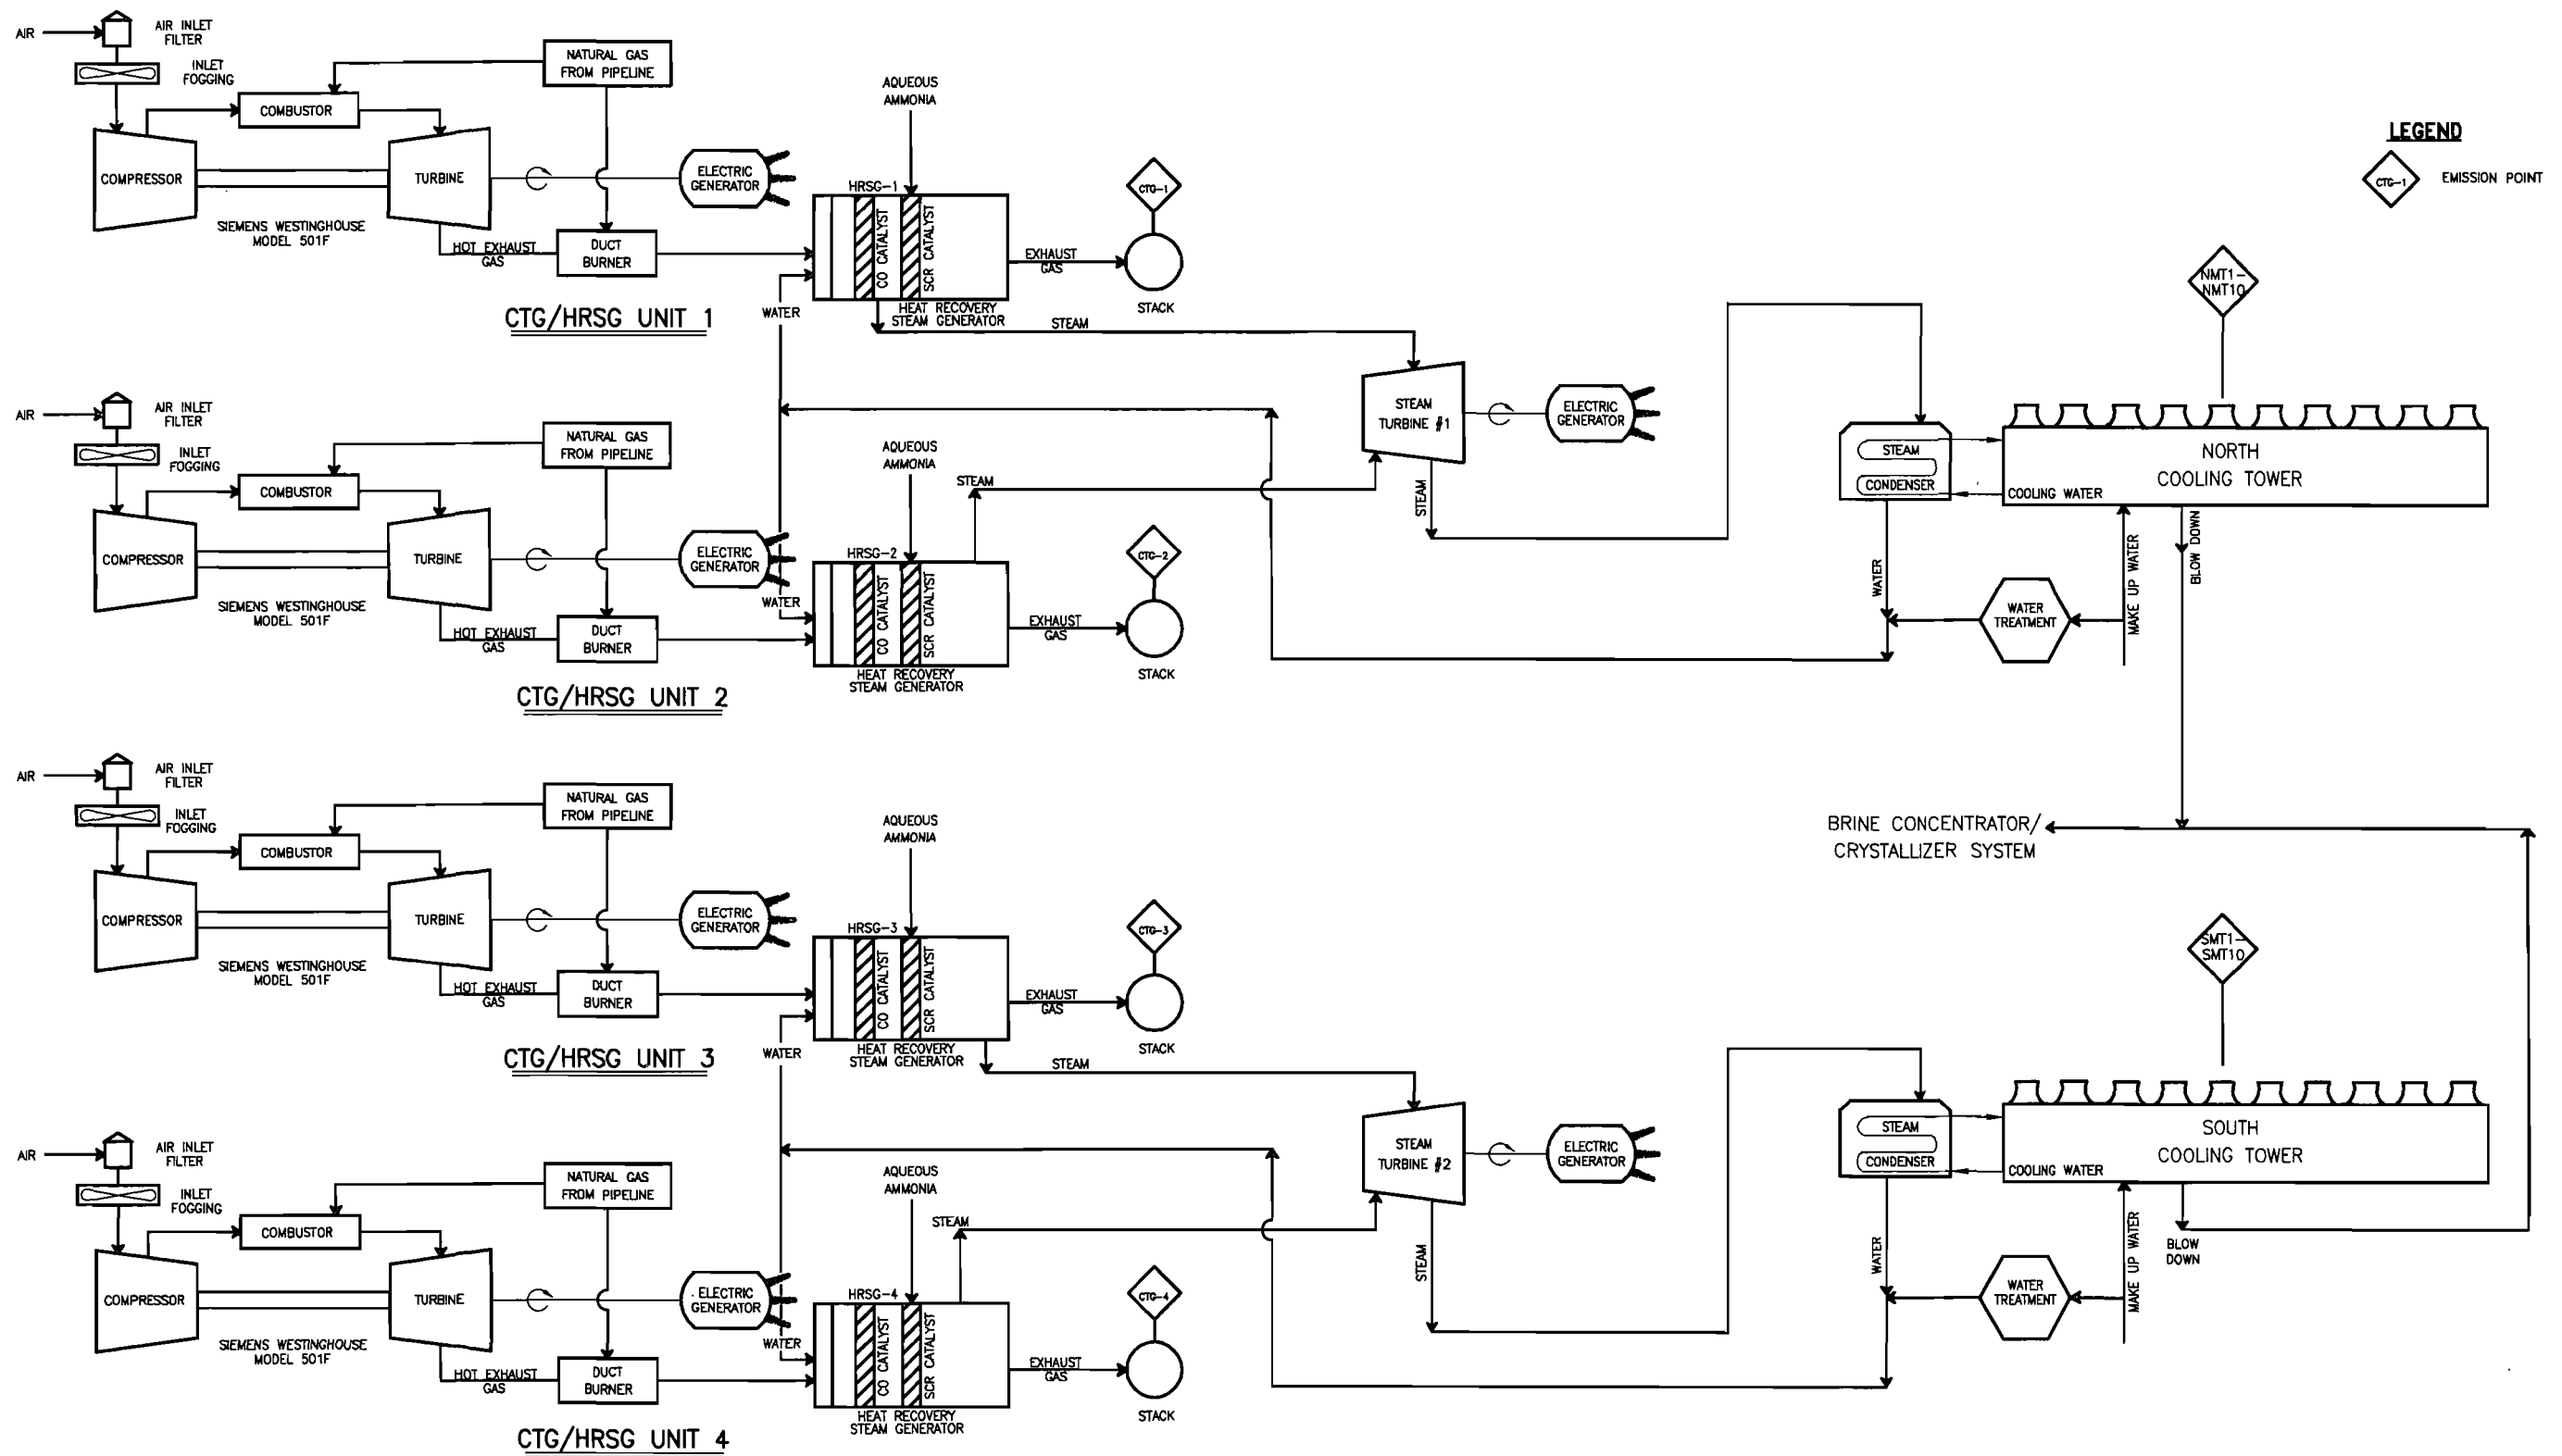 AIR
AIR INLET
FILTER
INLET
FOGGING
NATURAL GAS
FROM PIPELINE
COMBUSTOR
COMPRESSOR
TURBINE
ELECTRIC
GENERATOR
SIEMENS WESTINGHOUSE
MODEL 501F
HOT EXHAUST
GAS
DUCT
BURNER
CTG/HRSG UNIT 1
AQUEOUS
AMMONIA
HRSG-1
CO CATALYST
SCR CATALYST
HEAT RECOVERY
STEAM GENERATOR
WATER
EXHAUST
GAS
CTG-1
STACK
STEAM
LEGEND
CTG-1
EMISSION POINT
AIR
AIR INLET
FILTER
INLET
FOGGING
NATURAL GAS
FROM PIPELINE
COMBUSTOR
COMPRESSOR
TURBINE
ELECTRIC
GENERATOR
SIEMENS WESTINGHOUSE
MODEL 501F
HOT EXHAUST
GAS
DUCT
BURNER
CTG/HRSG UNIT 2
AQUEOUS
AMMONIA
STEAM
HRSG-2
CO CATALYST
SCR CATALYST
HEAT RECOVERY
STEAM GENERATOR
WATER
EXHAUST
GAS
CTG-2
STACK
STEAM
TURBINE #1
ELECTRIC
GENERATOR
STEAM
NMT1-
NMT10
STEAM
CONDENSER
NORTH
COOLING TOWER
COOLING WATER
WATER
WATER
TREATMENT
MAKE UP WATER
BLOW DOWN
BRINE CONCENTRATOR/
CRYSTALLIZER SYSTEM
AIR
AIR INLET
FILTER
INLET
FOGGING
NATURAL GAS
FROM PIPELINE
COMBUSTOR
COMPRESSOR
TURBINE
ELECTRIC
GENERATOR
SIEMENS WESTINGHOUSE
MODEL 501F
HOT EXHAUST
GAS
DUCT
BURNER
CTG/HRSG UNIT 3
AQUEOUS
AMMONIA
HRSG-3
CO CATALYST
SCR CATALYST
HEAT RECOVERY
STEAM GENERATOR
WATER
EXHAUST
GAS
CTG-3
STACK
STEAM
AIR
AIR INLET
FILTER
INLET
FOGGING
NATURAL GAS
FROM PIPELINE
COMBUSTOR
COMPRESSOR
TURBINE
ELECTRIC
GENERATOR
SIEMENS WESTINGHOUSE
MODEL 501F
HOT EXHAUST
GAS
DUCT
BURNER
CTG/HRSG UNIT 4
AQUEOUS
AMMONIA
STEAM
HRSG-4
CO CATALYST
SCR CATALYST
HEAT RECOVERY
STEAM GENERATOR
WATER
EXHAUST
GAS
CTG-4
STACK
STEAM
TURBINE #2
ELECTRIC
GENERATOR
STEAM
SMT1-
SMT10
STEAM
CONDENSER
SOUTH
COOLING TOWER
COOLING WATER
WATER
WATER
TREATMENT
MAKE UP WATER
BLOW
DOWN